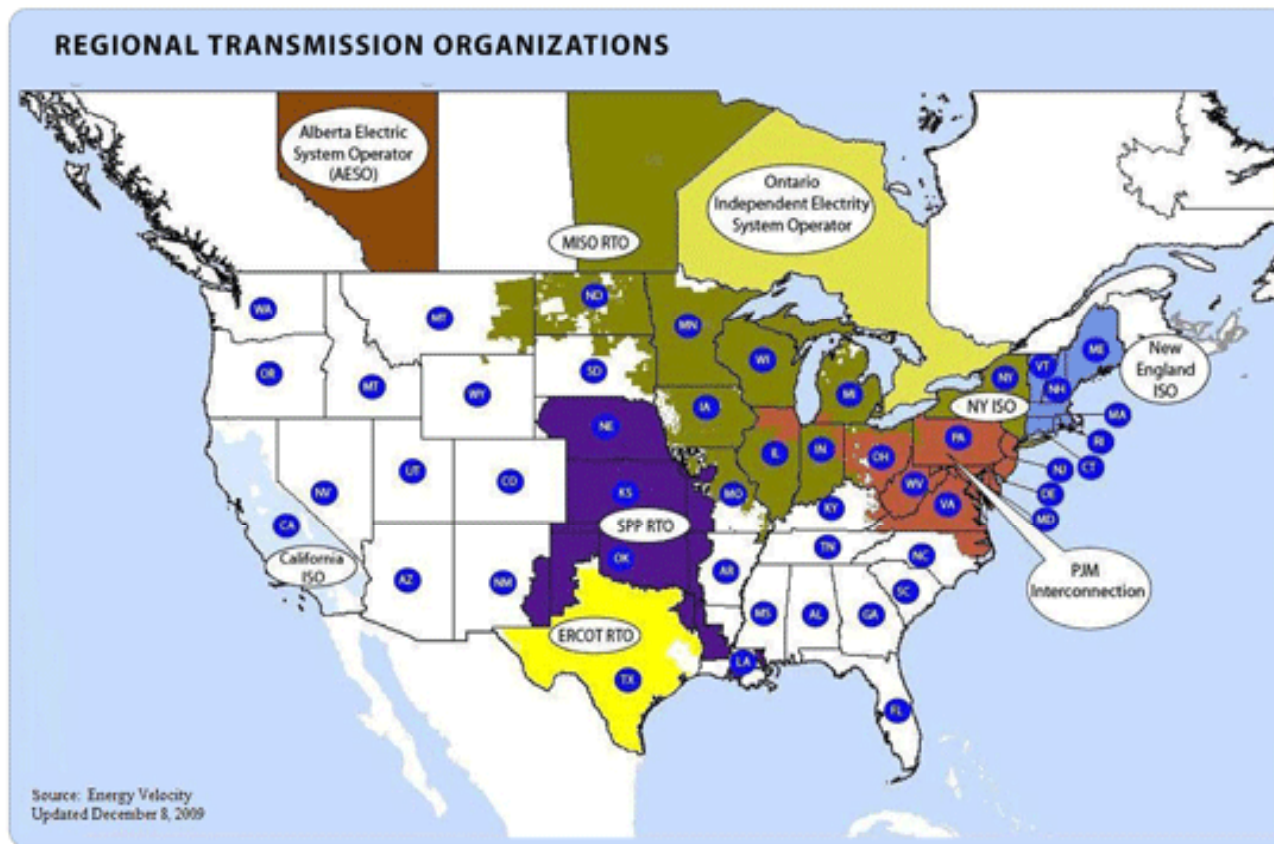 REGIONAL TRANSMISSION ORGANIZATIONS
Alberta Electric
System Operator
(AESO)
Ontario
Independent Electrity
System Operator
MISO RTO
WA
MT
ND
MN
OR
MT
WY
SD
WI
MI
NY
VT
ME
NH
New
England
ISO
NY ISO
MA
RI
CT
NJ
DE
MD
IA
NE
IL
IN
OH
PA
WV
VA
NV
UT
CO
KS
MO
KY
CA
California
ISO
SPP RTO
AZ
NM
OK
AR
TN
NC
SC
PJM
Interconnection
MS
AL
GA
ERCOT RTO
TX
LA
FL
Source: Energy Velocity
Updated December 8, 2009